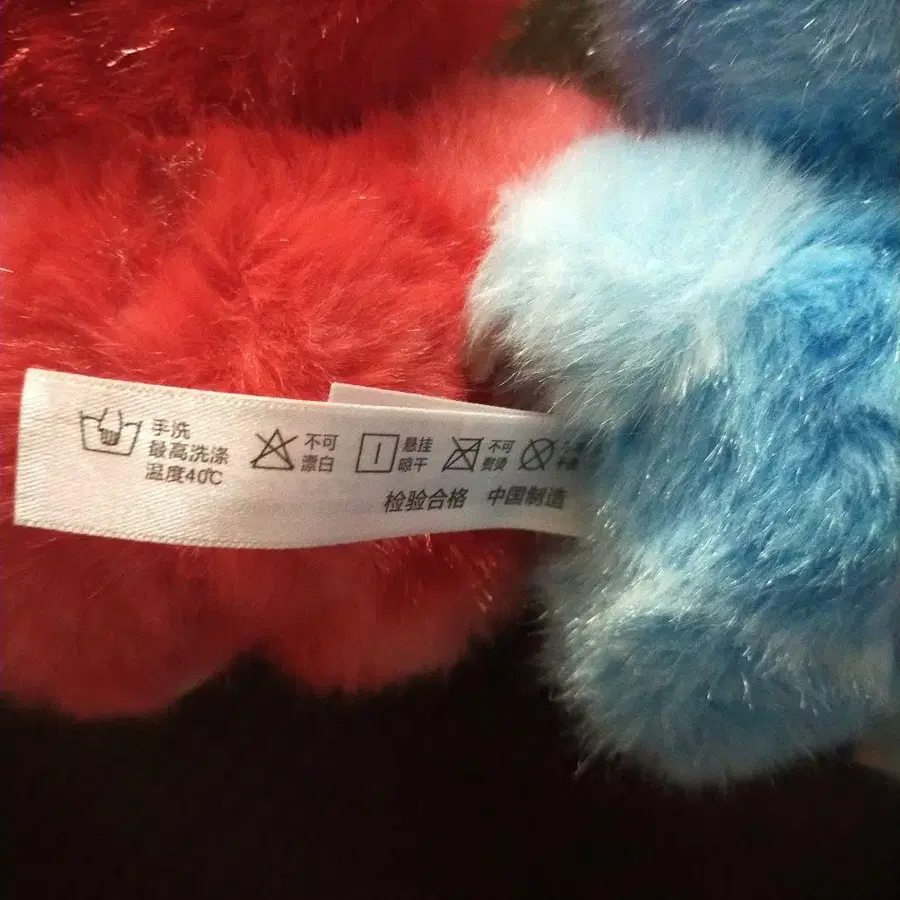 手洗
最高洗涤
温度40℃
不可
漂白
悬挂
晾干
不可
熨烫
检验合格 中国制造